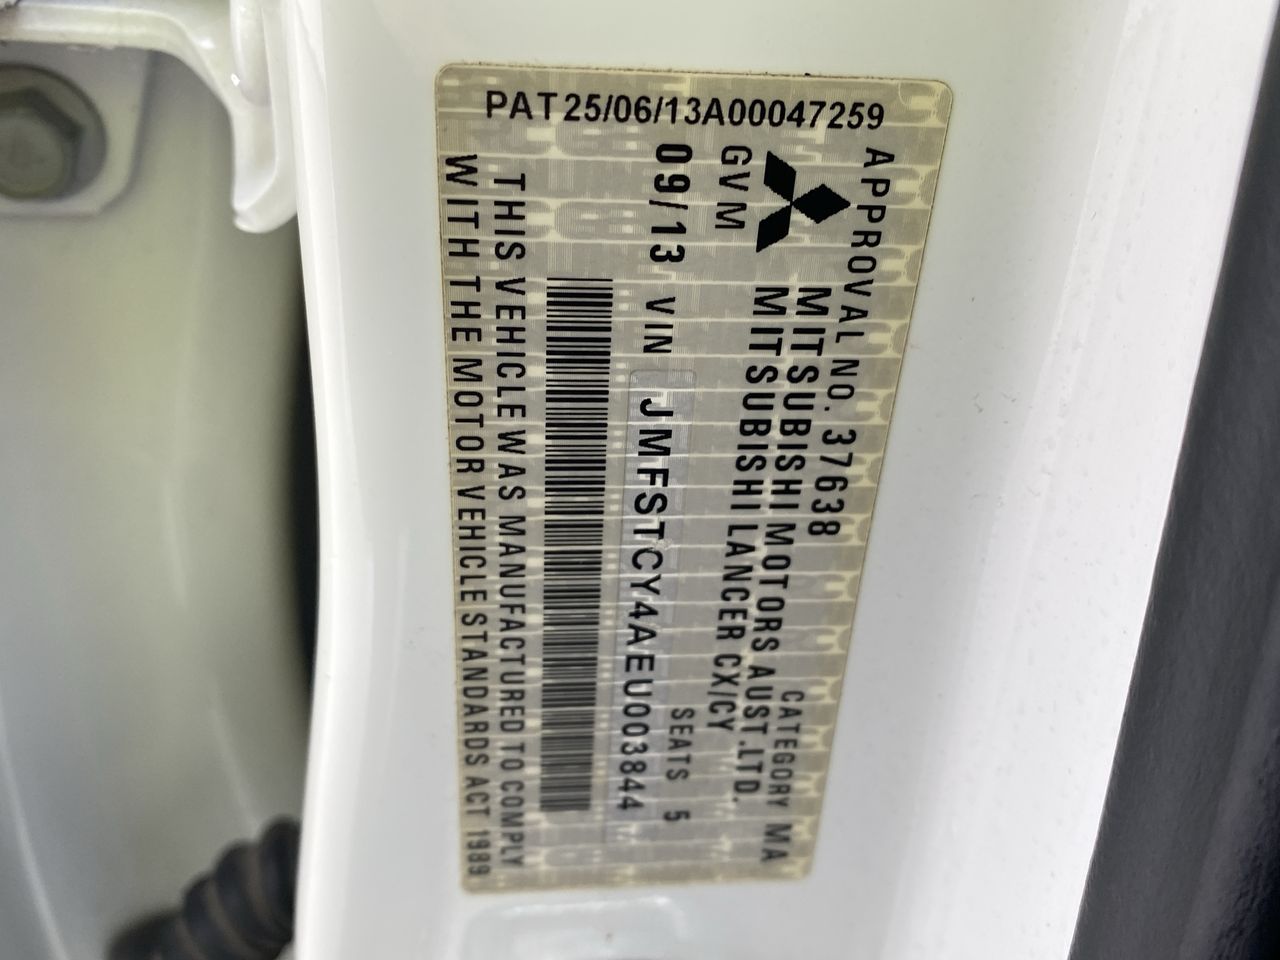 PAT25/06/13A00047259
APPROVAL NO. 37638 CATEGORY MA
MITSUBISHI MOTORS AUST.LTD.
MITSUBISHI LANCER CX/CY
GVM SEATS 5
09/13 VIN JMFSTCY4AEU003844
THIS VEHICLE WAS MANUFACTURED TO COMPLY
WITH THE MOTOR VEHICLE STANDARDS ACT 1989